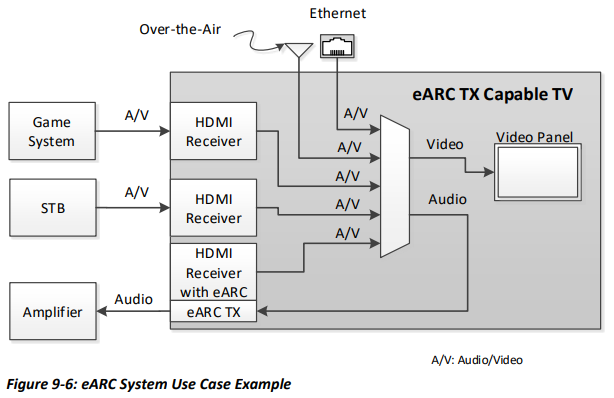 Ethernet
Over-the-Air
eARC TX Capable TV
Game
System
A/V
HDMI
Receiver
A/V
A/V
A/V
A/V
A/V
Video
Video Panel
Audio
STB
A/V
HDMI
Receiver
HDMI
Receiver
with eARC
eARC TX
Amplifier
Audio
A/V: Audio/Video
Figure 9-6: eARC System Use Case Example